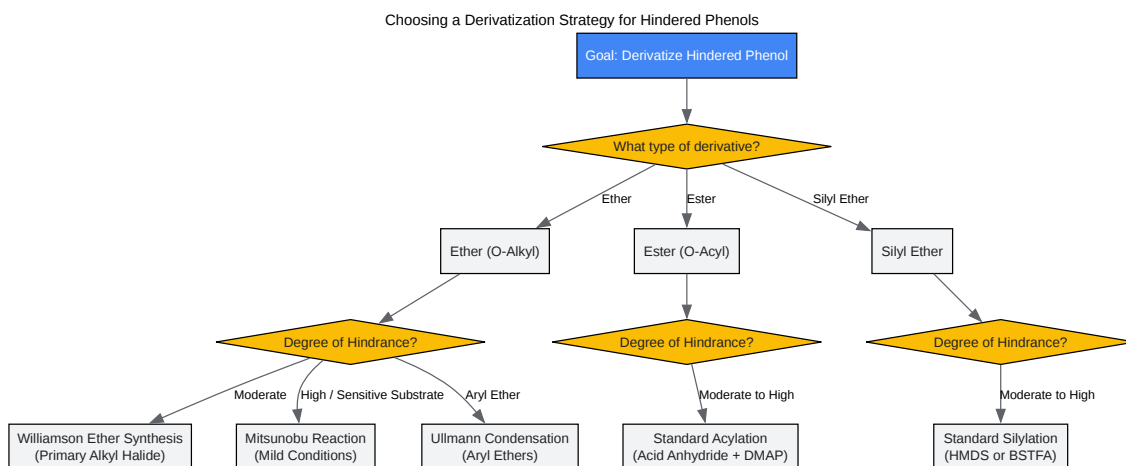 Choosing a Derivatization Strategy for Hindered Phenols
Goal: Derivatize Hindered Phenol
What type of derivative?
Ether
Ester
Silyl Ether
Ether (O-Alkyl)
Ester (O-Acyl)
Silyl Ether
Degree of Hindrance?
Degree of Hindrance?
Degree of Hindrance?
Moderate
High / Sensitive Substrate
Aryl Ether
Moderate to High
Moderate to High
Williamson Ether Synthesis
(Primary Alkyl Halide)
Mitsunobu Reaction
(Mild Conditions)
Ullmann Condensation
(Aryl Ethers)
Standard Acylation
(Acid Anhydride + DMAP)
Standard Silylation
(HMDS or BSTFA)